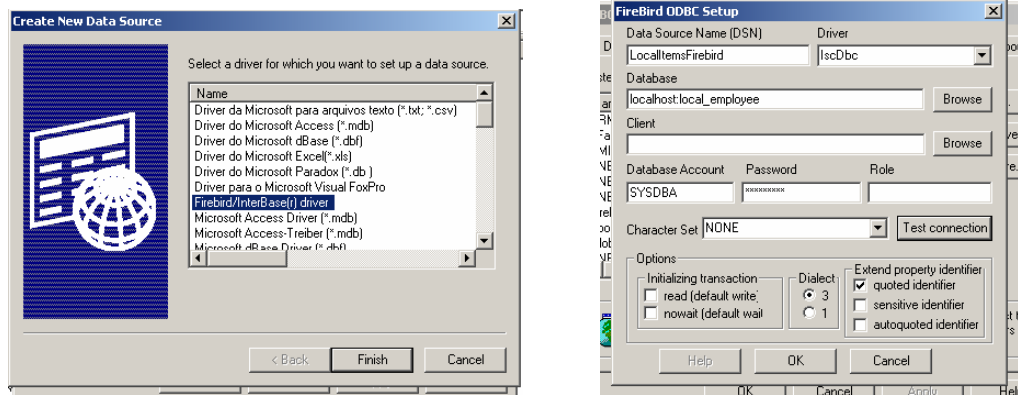 Create New Data Source
Select a driver for which you want to set up a data source.
Name
Driver da Microsoft para arquivos texto (*.txt; *.csv)
Driver do Microsoft Access (*.mdb)
Driver do Microsoft dBase (*.dbf)
Driver do Microsoft Excel(*.xls)
Driver do Microsoft Paradox (*.db )
Driver para o Microsoft Visual FoxPro
Firebird/InterBase(r) driver
Microsoft Access Driver (*.mdb)
Microsoft Access-Treiber (*.mdb)
Microsoft dBase Driver (*.dbf)
< Back
Finish
Cancel
FireBird ODBC Setup
Data Source Name (DSN)
Driver
LocalItemsFirebird
IscDbc
Database
localhost:local_employee
Browse
Client
Browse
Database Account
Password
Role
SYSDBA
*********
Character Set
NONE
Test connection
Options
Initializing transaction
read (default write)
nowait (default wait
Dialect
3
1
Extend property identifier
quoted identifier
sensitive identifier
autoquoted identifier
Help
OK
Cancel
OK
Cancel
Apply